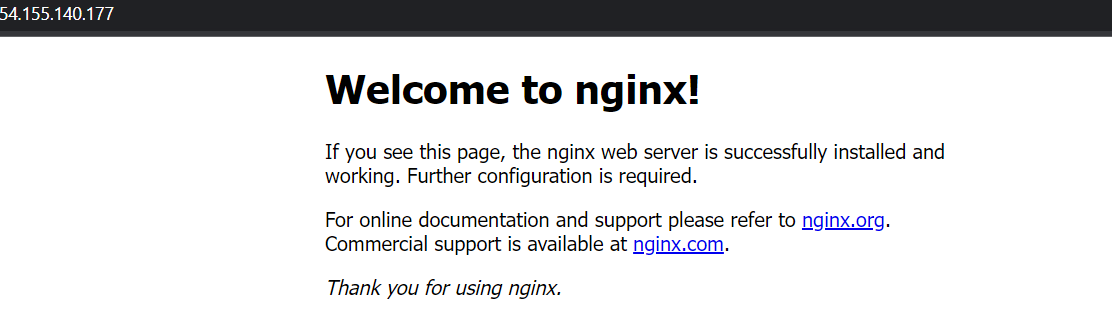 54.155.140.177
Welcome to nginx!
If you see this page, the nginx web server is successfully installed and
working. Further configuration is required.
For online documentation and support please refer to nginx.org.
Commercial support is available at nginx.com.
Thank you for using nginx.